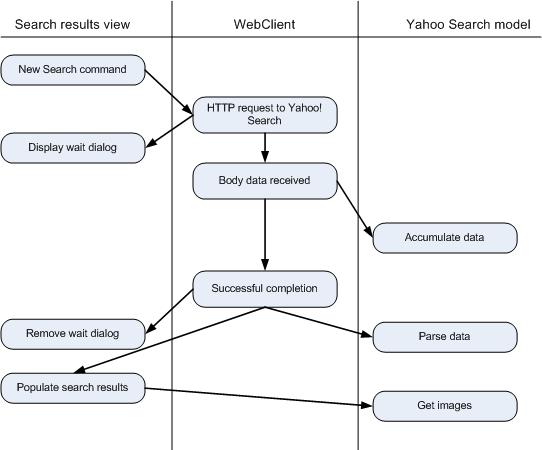 Search results view
WebClient
Yahoo Search model
New Search command
HTTP request to Yahoo!
Search
Display wait dialog
Body data received
Accumulate data
Successful completion
Remove wait dialog
Parse data
Populate search results
Get images